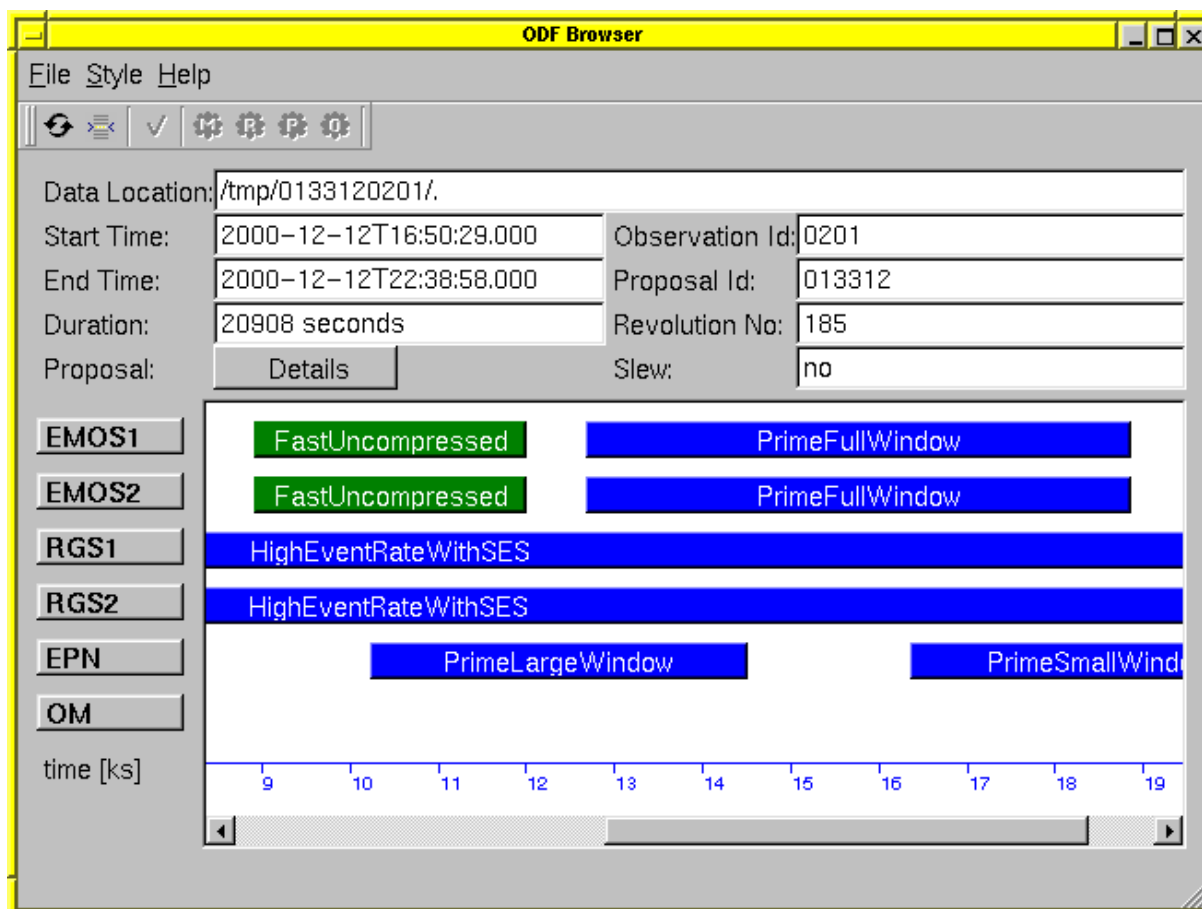 ODF Browser
File Style Help
M R P O
Data Location: /tmp/0133120201/.
Start Time: 2000-12-12T16:50:29.000 Observation Id: 0201
End Time: 2000-12-12T22:38:58.000 Proposal Id: 013312
Duration: 20908 seconds Revolution No: 185
Proposal: Details Slew: no
EMOS1 FastUncompressed PrimeFullWindow
EMOS2 FastUncompressed PrimeFullWindow
RGS1 HighEventRateWithSES
RGS2 HighEventRateWithSES
EPN PrimeLargeWindow PrimeSmallWind
OM
time [ks] 9 10 11 12 13 14 15 16 17 18 19